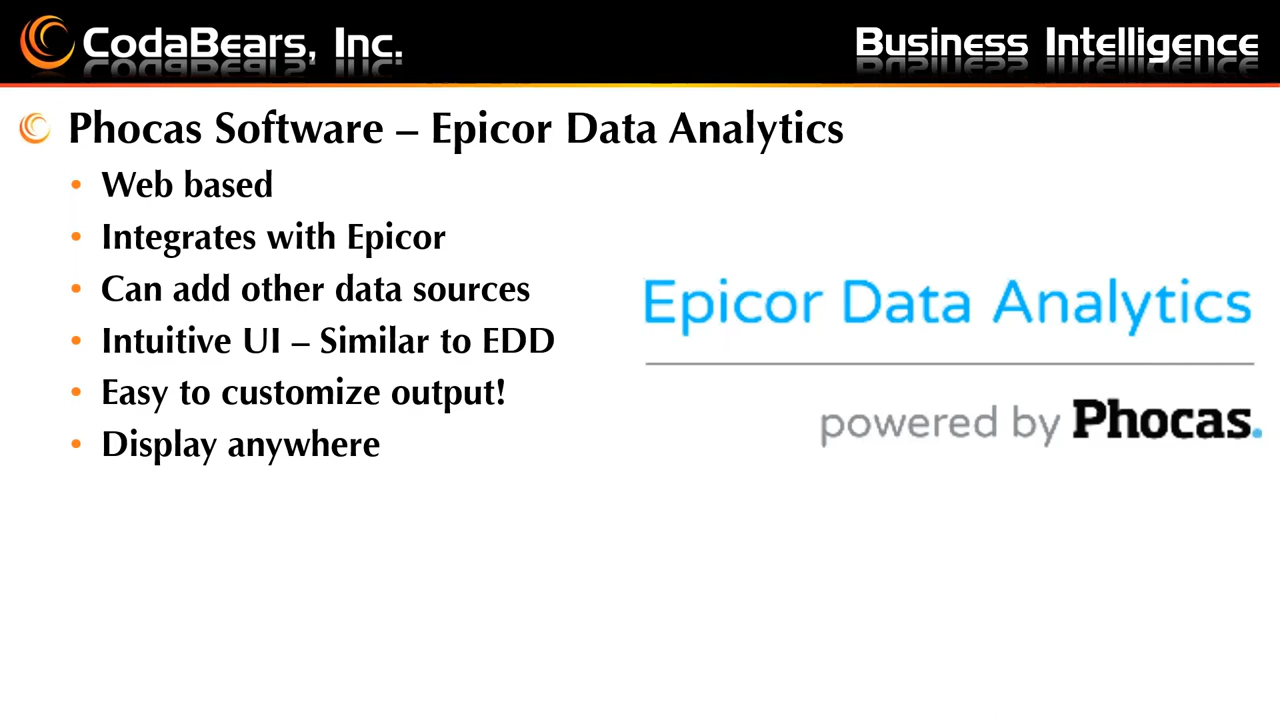 CodaBears, Inc.
Business Intelligence
Phocas Software – Epicor Data Analytics
• Web based
• Integrates with Epicor
• Can add other data sources
• Intuitive UI – Similar to EDD
• Easy to customize output!
• Display anywhere
Epicor Data Analytics
powered by Phocas.